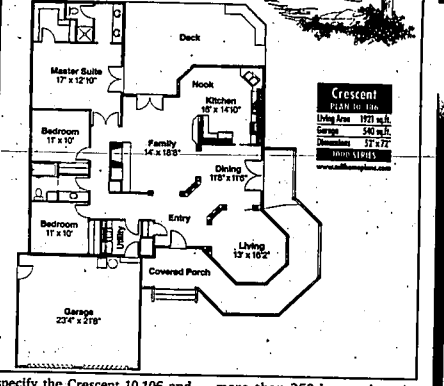 Deck
Master Suite
17' x 12'10"
Nook
Kitchen
16' x 14'10"
Bedroom
11' x 10'
Family
14' x 18'8"
Dining
11'8" x 11'6"
Entry
Bedroom
11' x 10'
Utility
Living
13' x 16'2"
Covered Porch
Garage
23'4" x 21'8"
Crescent
PLAN 10-106
Living Area 1921 sq.ft.
Garage 540 sq.ft.
Dimensions 52' x 72'
1000 SERIES
specify the Crescent 10-106 and
more than 250